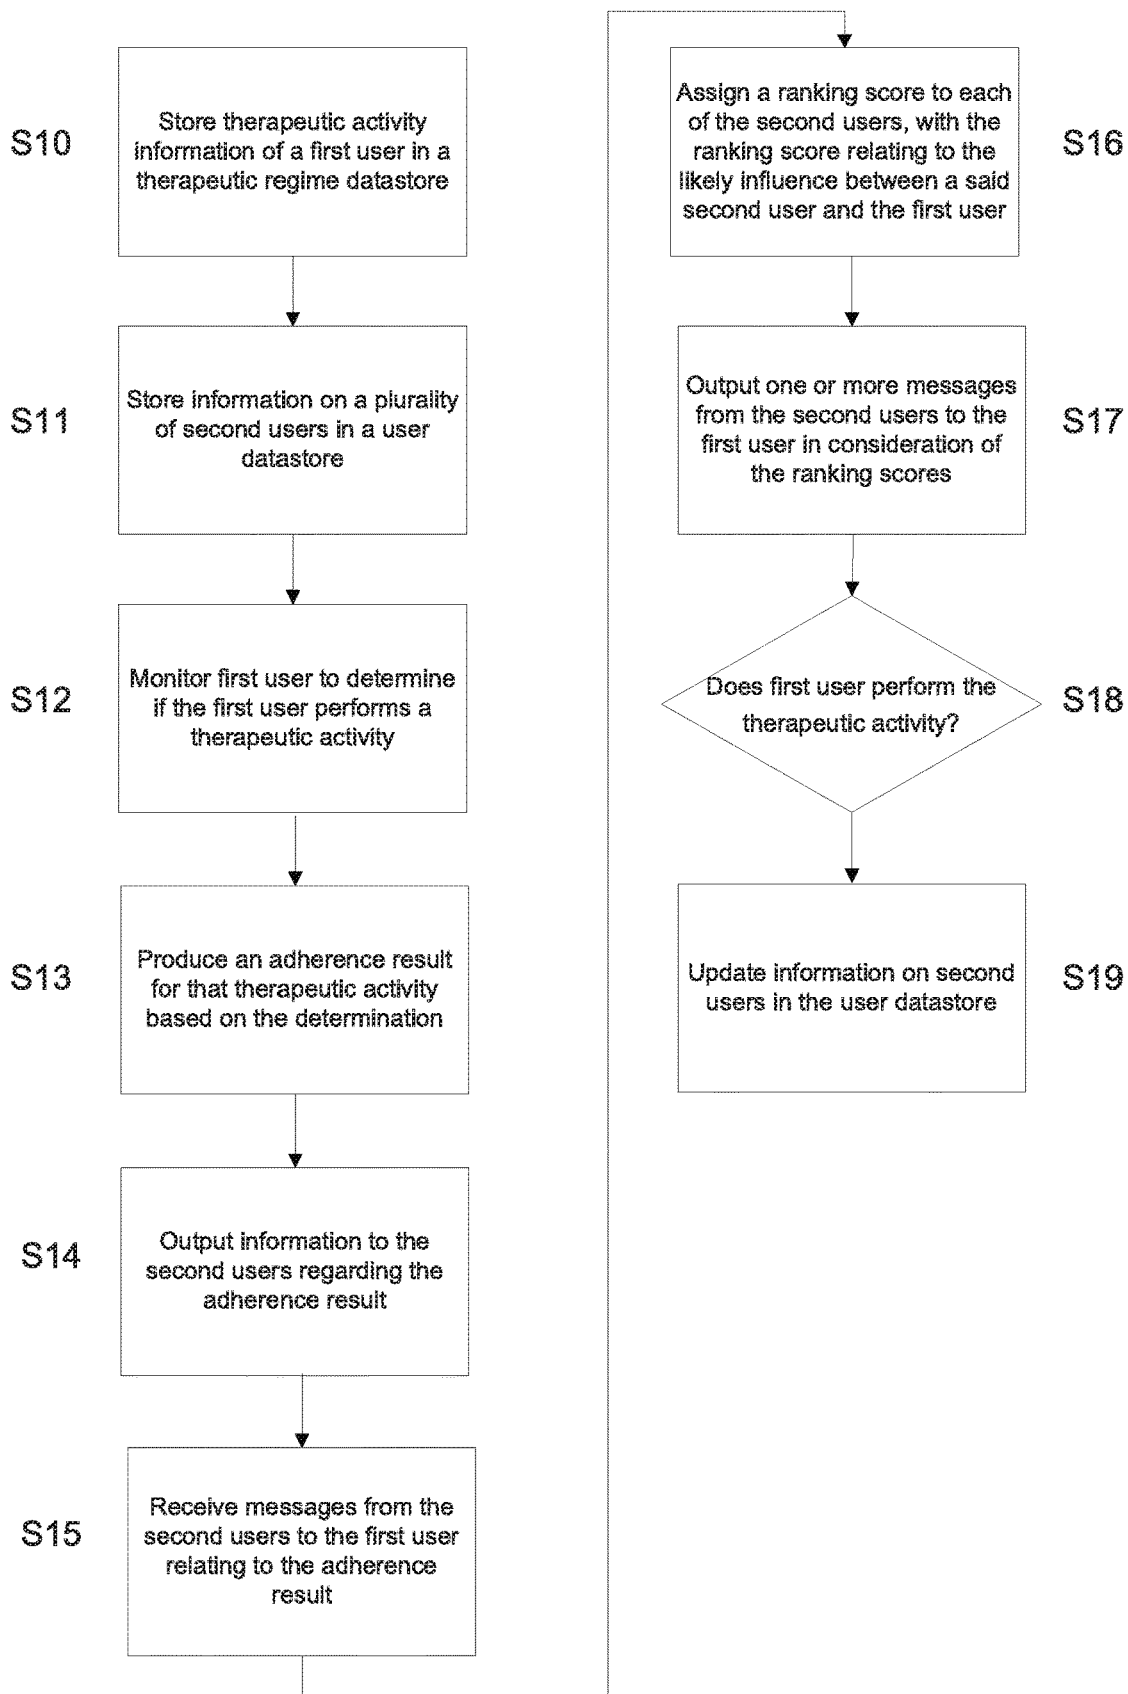 S10
Store therapeutic activity
information of a first user in a
therapeutic regime datastore
S11
Store information on a plurality
of second users in a user
datastore
S12
Monitor first user to determine
if the first user performs a
therapeutic activity
S13
Produce an adherence result
for that therapeutic activity
based on the determination
S14
Output information to the
second users regarding the
adherence result
S15
Receive messages from the
second users to the first user
relating to the adherence
result
Assign a ranking score to each
of the second users, with the
ranking score relating to the
likely influence between a said
second user and the first user
S16
Output one or more messages
from the second users to the
first user in consideration of
the ranking scores
S17
Does first user perform the
therapeutic activity?
S18
Update information on second
users in the user datastore
S19